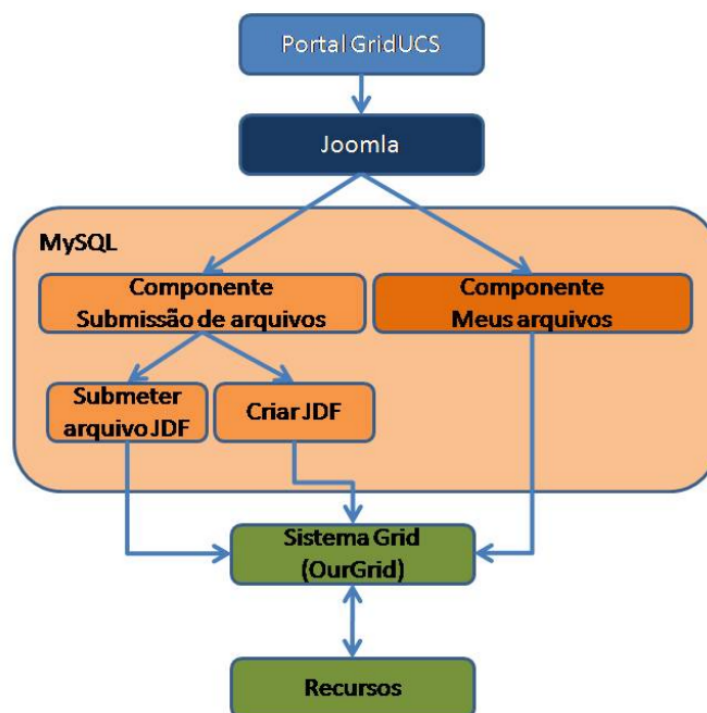 Portal GridUCS
Joomla
MySQL
Componente
Submissão de arquivos
Componente
Meus arquivos
Submeter
arquivo JDF
Criar JDF
Sistema Grid
(OurGrid)
Recursos